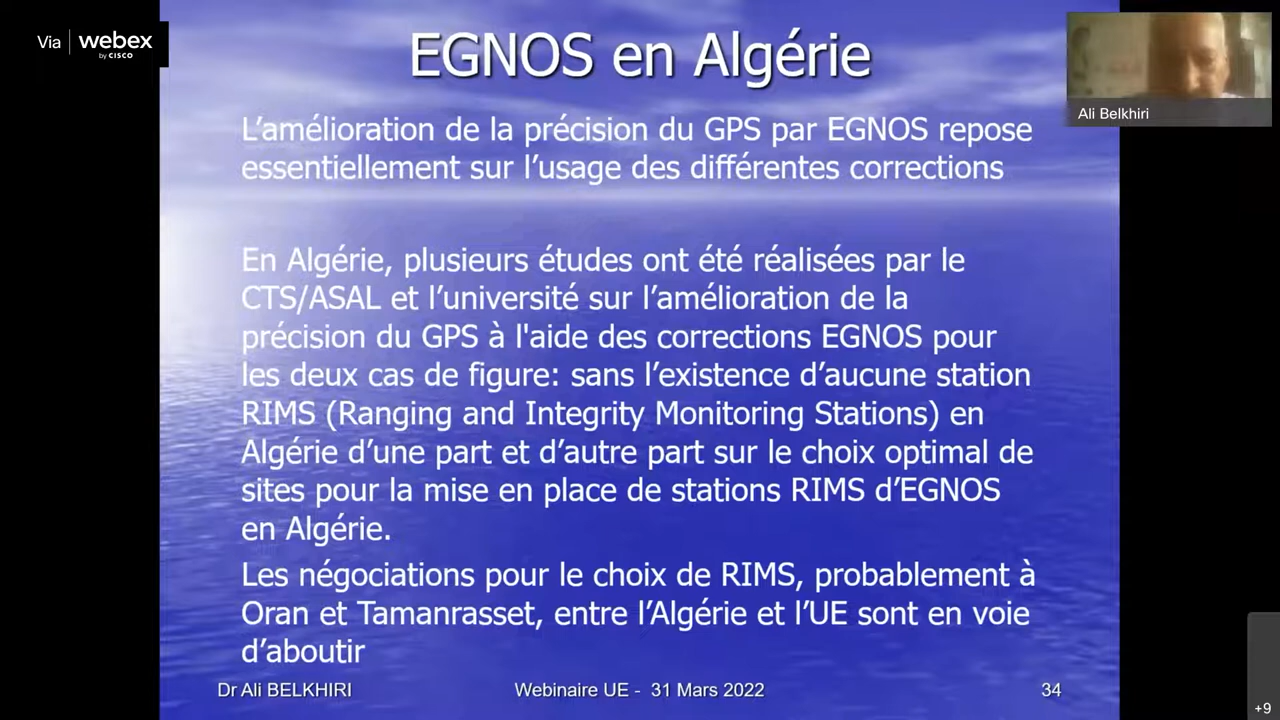 Via webex
by CISCO
EGNOS en Algérie
Ali Belkhiri
L’amélioration de la précision du GPS par EGNOS repose
essentiellement sur l’usage des différentes corrections
En Algérie, plusieurs études ont été réalisées par le
CTS/ASAL et l’université sur l’amélioration de la
précision du GPS à l'aide des corrections EGNOS pour
les deux cas de figure: sans l’existence d’aucune station
RIMS (Ranging and Integrity Monitoring Stations) en
Algérie d’une part et d’autre part sur le choix optimal de
sites pour la mise en place de stations RIMS d’EGNOS
en Algérie.
Les négociations pour le choix de RIMS, probablement à
Oran et Tamanrasset, entre l’Algérie et l’UE sont en voie
d’aboutir
Dr Ali BELKHIRI Webinaire UE - 31 Mars 2022 34
+9